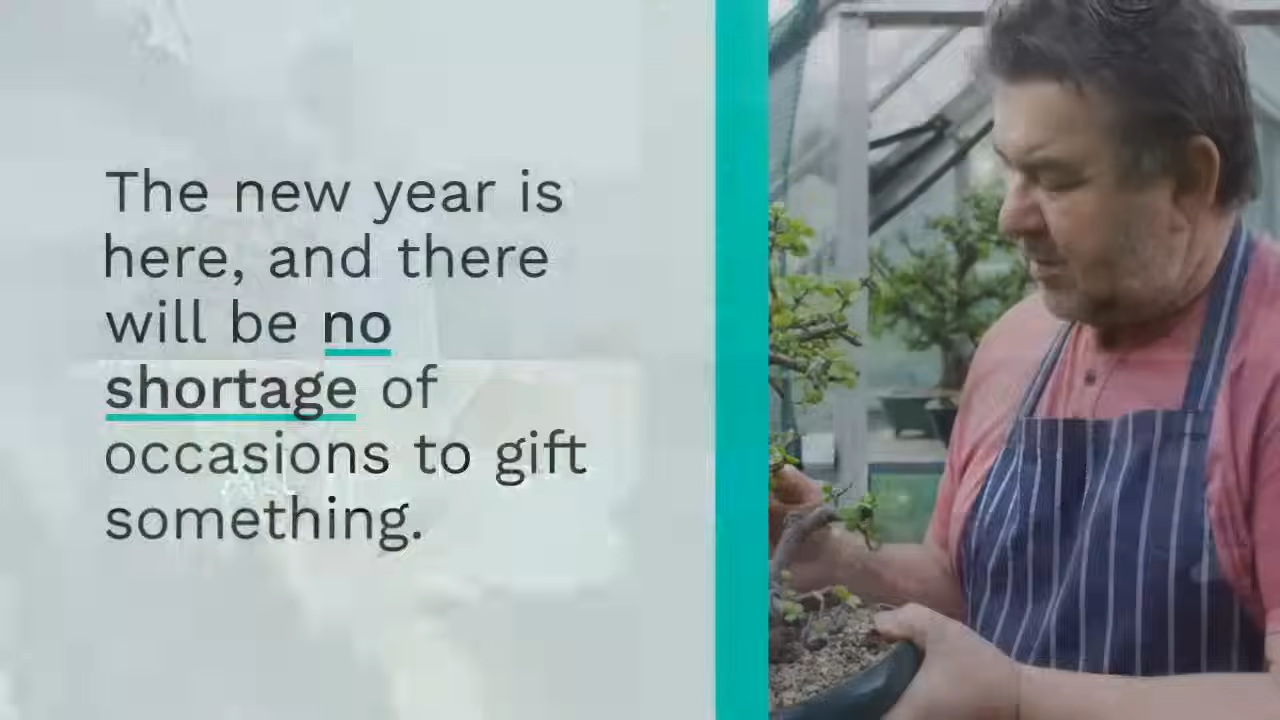 The new year is
here, and there
will be no
shortage of
occasions to gift
something.